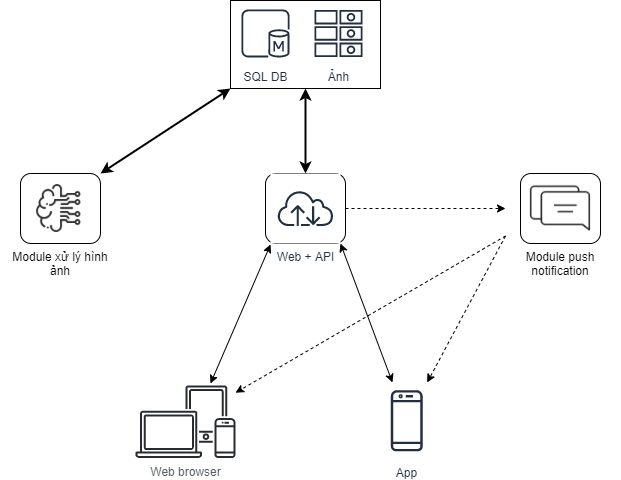 M
SQL DB
Ảnh
Module xử lý hình
ảnh
Web + API
Module push
notification
Web browser
App